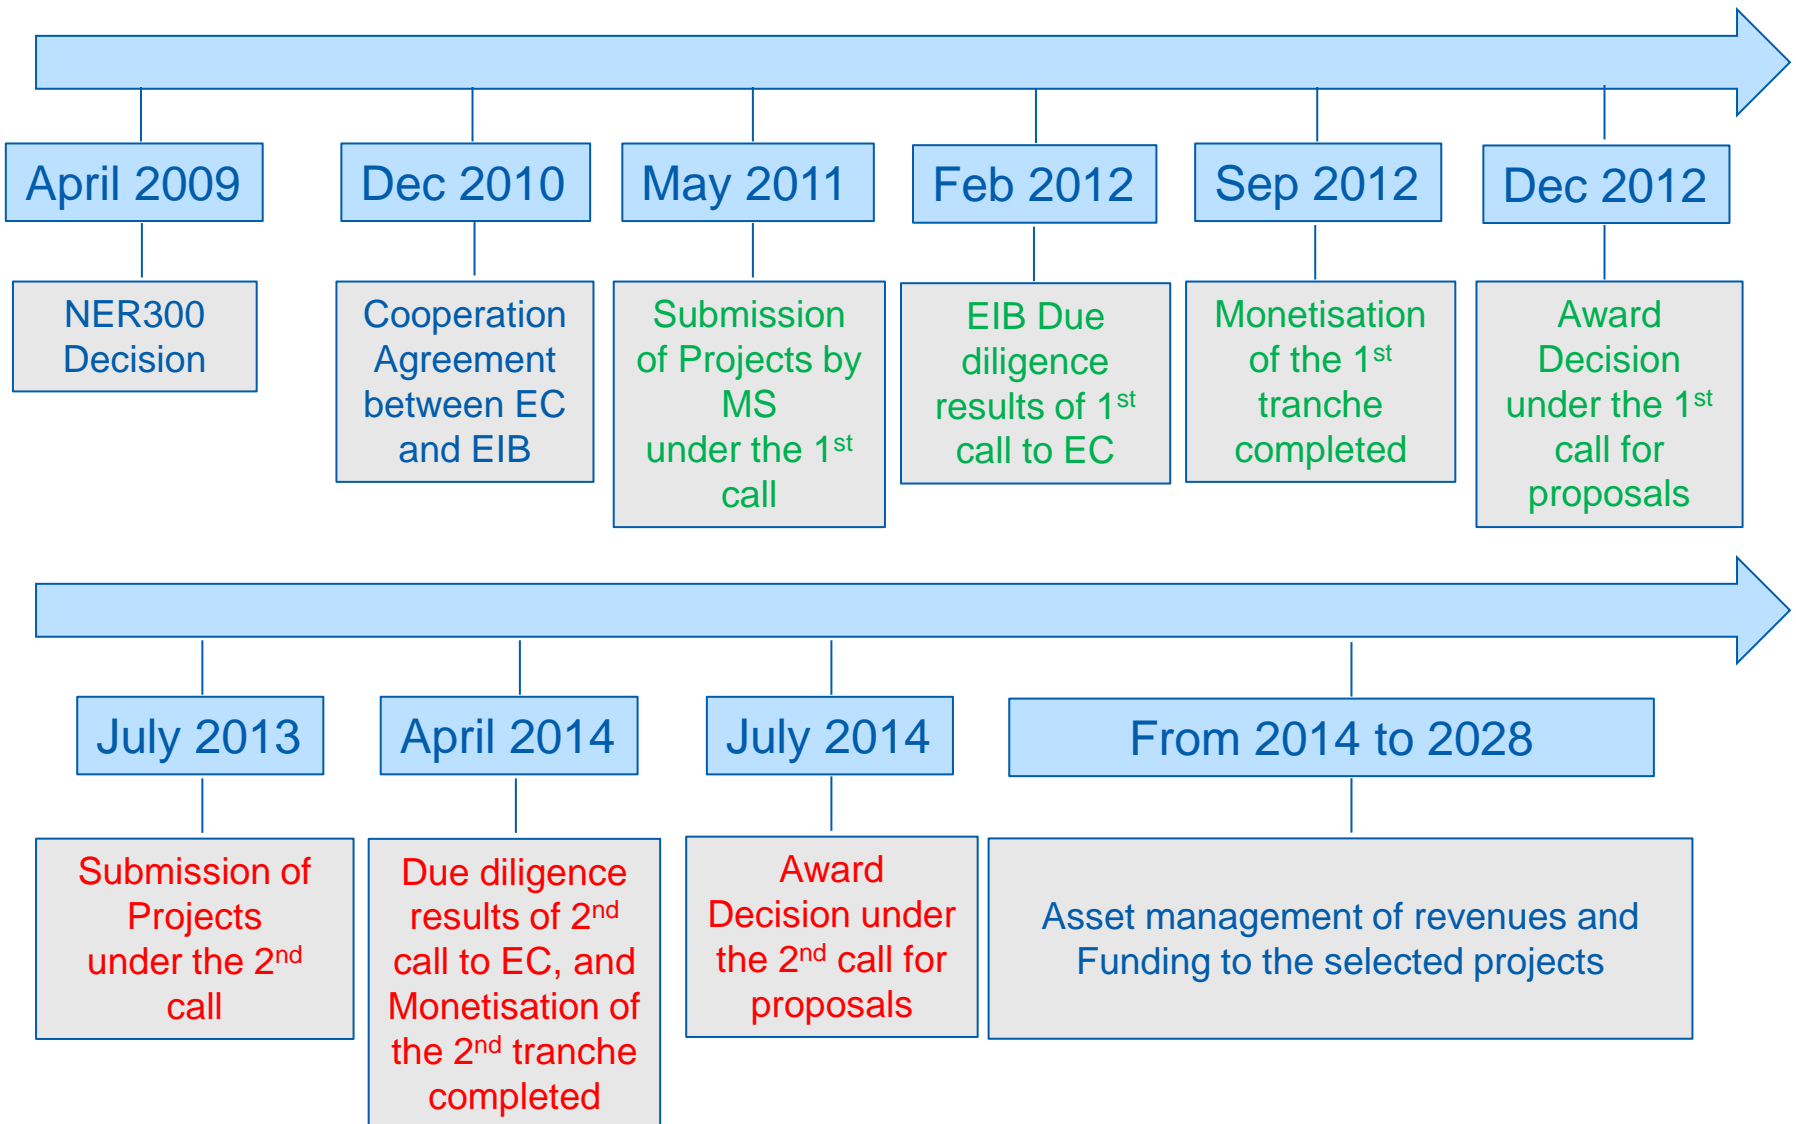 April 2009
Dec 2010
May 2011
Feb 2012
Sep 2012
Dec 2012
NER300
Decision
Cooperation
Agreement
between EC
and EIB
Submission
of Projects by
MS
under the 1st
call
EIB Due
diligence
results of 1st
call to EC
Monetisation
of the 1st
tranche
completed
Award
Decision
under the 1st
call for
proposals
July 2013
April 2014
July 2014
From 2014 to 2028
Submission of
Projects
under the 2nd
call
Due diligence
results of 2nd
call to EC, and
Monetisation of
the 2nd tranche
completed
Award
Decision under
the 2nd call for
proposals
Asset management of revenues and
Funding to the selected projects